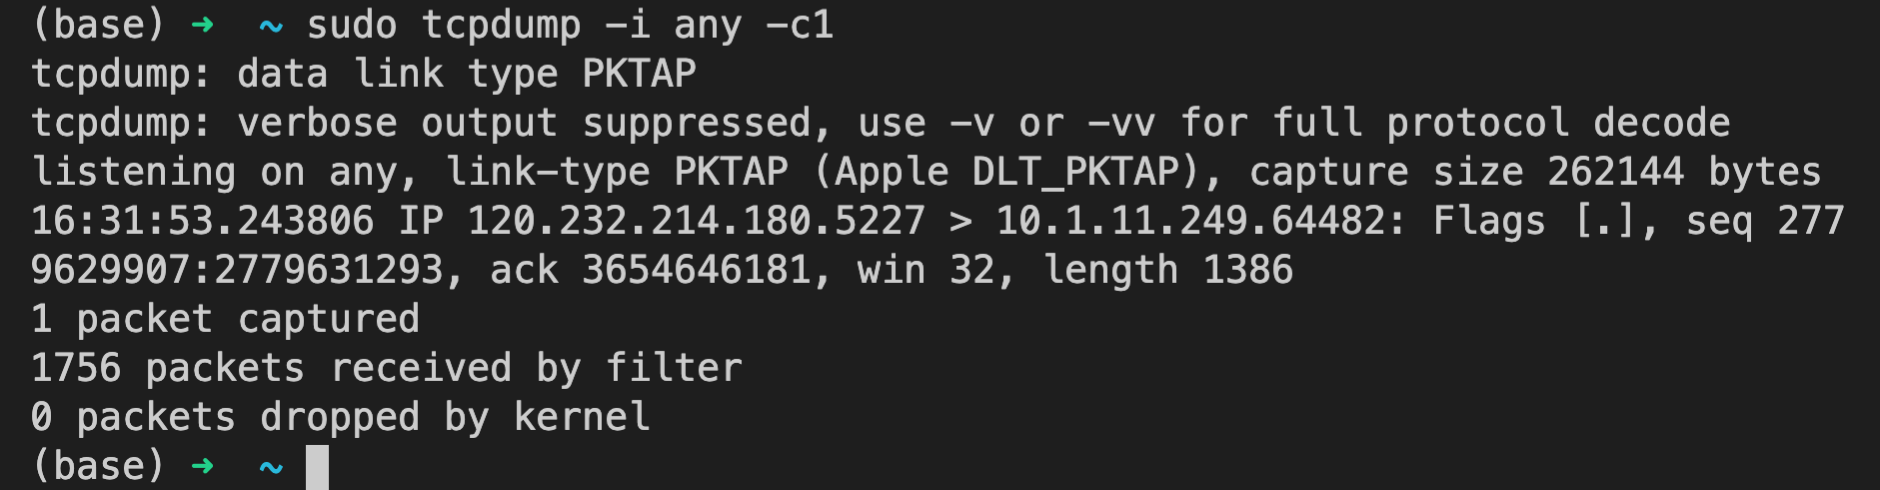 (base) ➜  ~ sudo tcpdump -i any -c1
tcpdump: data link type PKTAP
tcpdump: verbose output suppressed, use -v or -vv for full protocol decode
listening on any, link-type PKTAP (Apple DLT_PKTAP), capture size 262144 bytes
16:31:53.243806 IP 120.232.214.180.5227 > 10.1.11.249.64482: Flags [.], seq 277
9629907:2779631293, ack 3654646181, win 32, length 1386
1 packet captured
1756 packets received by filter
0 packets dropped by kernel
(base) ➜  ~